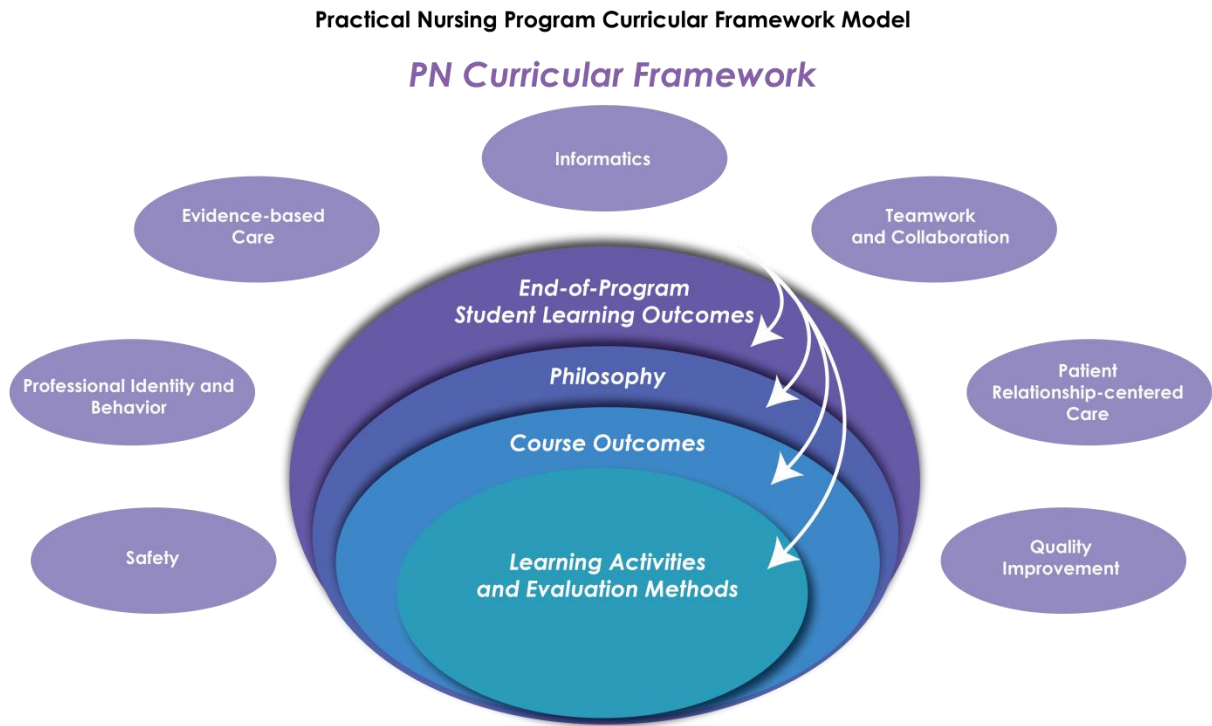 Practical Nursing Program Curricular Framework Model
PN Curricular Framework
Informatics
Evidence-based
Care
Teamwork
and Collaboration
End-of-Program
Student Learning Outcomes
Professional Identity and
Behavior
Philosophy
Patient
Relationship-centered
Care
Course Outcomes
Safety
Learning Activities
and Evaluation Methods
Quality
Improvement